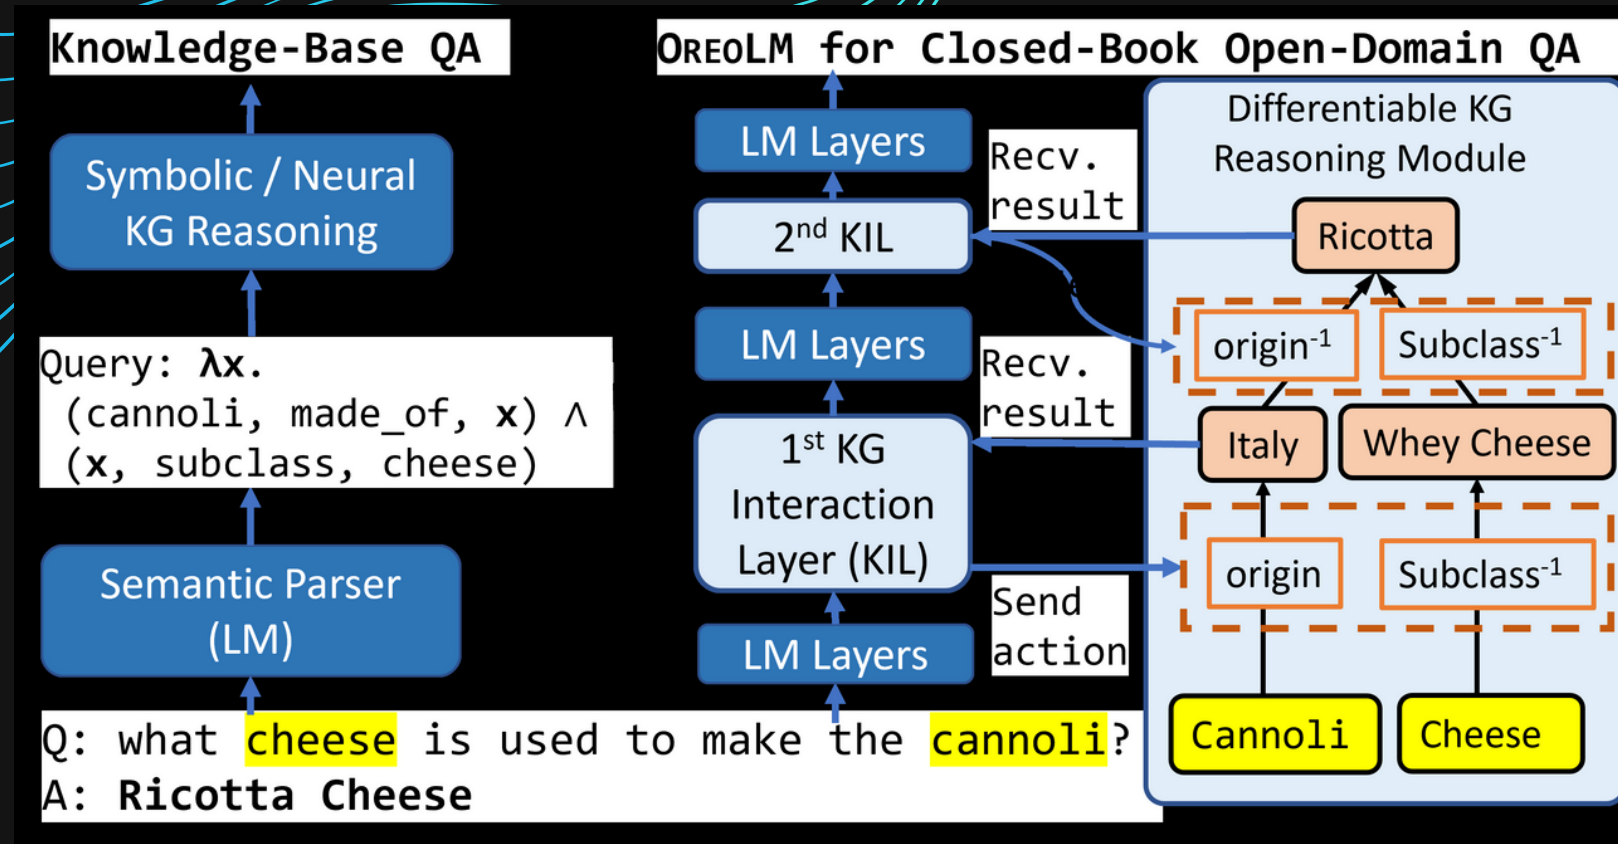 Knowledge-Base QA
Symbolic / Neural
KG Reasoning
Query: λx.
(cannoli, made_of, x) ∧
(x, subclass, cheese)
Semantic Parser
(LM)
OREOLM for Closed-Book Open-Domain QA
LM Layers
2nd KIL
LM Layers
1st KG
Interaction
Layer (KIL)
LM Layers
Recv.
result
Recv.
result
Send
action
Differentiable KG
Reasoning Module
Ricotta
origin-1
Subclass-1
Italy
Whey Cheese
origin
Subclass-1
Cannoli
Cheese
Q: what cheese is used to make the cannoli?
A: Ricotta Cheese